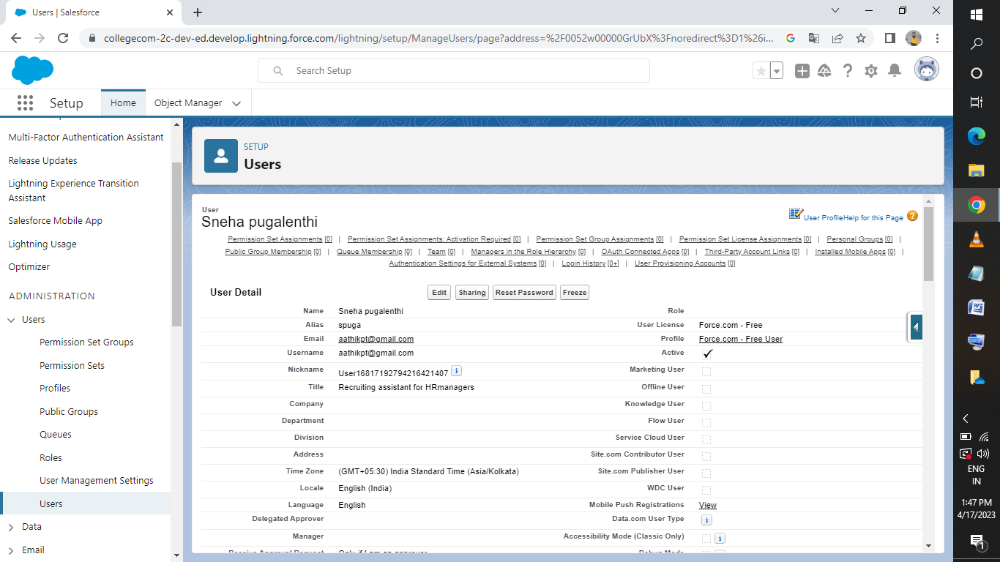 Users | Salesforce
collegecom-2c-dev-ed.develop.lightning.force.com/lightning/setup/ManageUsers/page?address=%2F0052w00000GrUbX%3Fnoredirect%3D1%26i...
Search Setup
Setup
Home
Object Manager
Multi-Factor Authentication Assistant
Release Updates
Lightning Experience Transition
Assistant
Salesforce Mobile App
Lightning Usage
Optimizer
ADMINISTRATION
Users
Permission Set Groups
Permission Sets
Profiles
Public Groups
Queues
Roles
User Management Settings
Users
Data
Email
SETUP
Users
User
Sneha pugalenthi
User ProfileHelp for this Page
Permission Set Assignments [0] | Permission Set Assignments: Activation Required [0] | Permission Set Group Assignments [0] | Permission Set License Assignments [0] | Personal Groups [0] |
Public Group Membership [0] | Queue Membership [0] | Team [0] | Managers in the Role Hierarchy [0] | OAuth Connected Apps [0] | Third-Party Account Links [0] | Installed Mobile Apps [0] |
Authentication Settings for External Systems [0] | Login History [0+] | User Provisioning Accounts [0]
User Detail Edit Sharing Reset Password Freeze
Name Sneha pugalenthi Role
Alias spuga User License Force.com - Free
Email aathikpt@gmail.com Profile Force.com - Free User
Username aathikpt@gmail.com Active
Nickname User16817192794216421407 i Marketing User
Title Recruiting assistant for HRmanagers Offline User
Company Knowledge User
Department Flow User
Division Service Cloud User
Address Site.com Contributor User
Time Zone (GMT+05:30) India Standard Time (Asia/Kolkata) Site.com Publisher User
Locale English (India) WDC User
Language English Mobile Push Registrations View
Delegated Approver Data.com User Type i
Manager Accessibility Mode (Classic Only) i
ENG
IN
1:47 PM
4/17/2023
1